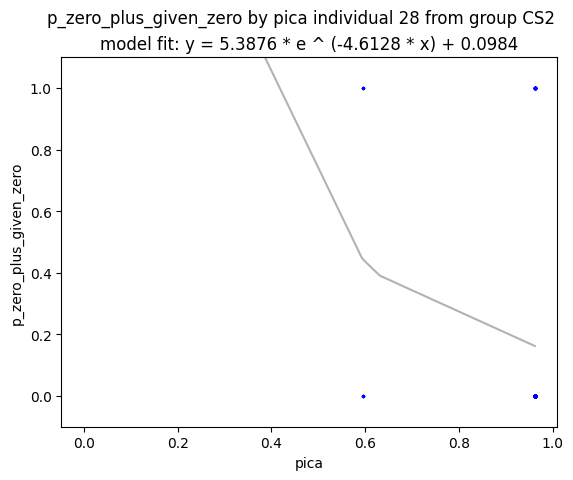 p_zero_plus_given_zero by pica individual 28 from group CS2
model fit: y = 5.3876 * e ^ (-4.6128 * x) + 0.0984
1.0
0.8
0.6
0.4
0.2
0.0
p_zero_plus_given_zero
0.0 0.2 0.4 0.6 0.8 1.0
pica